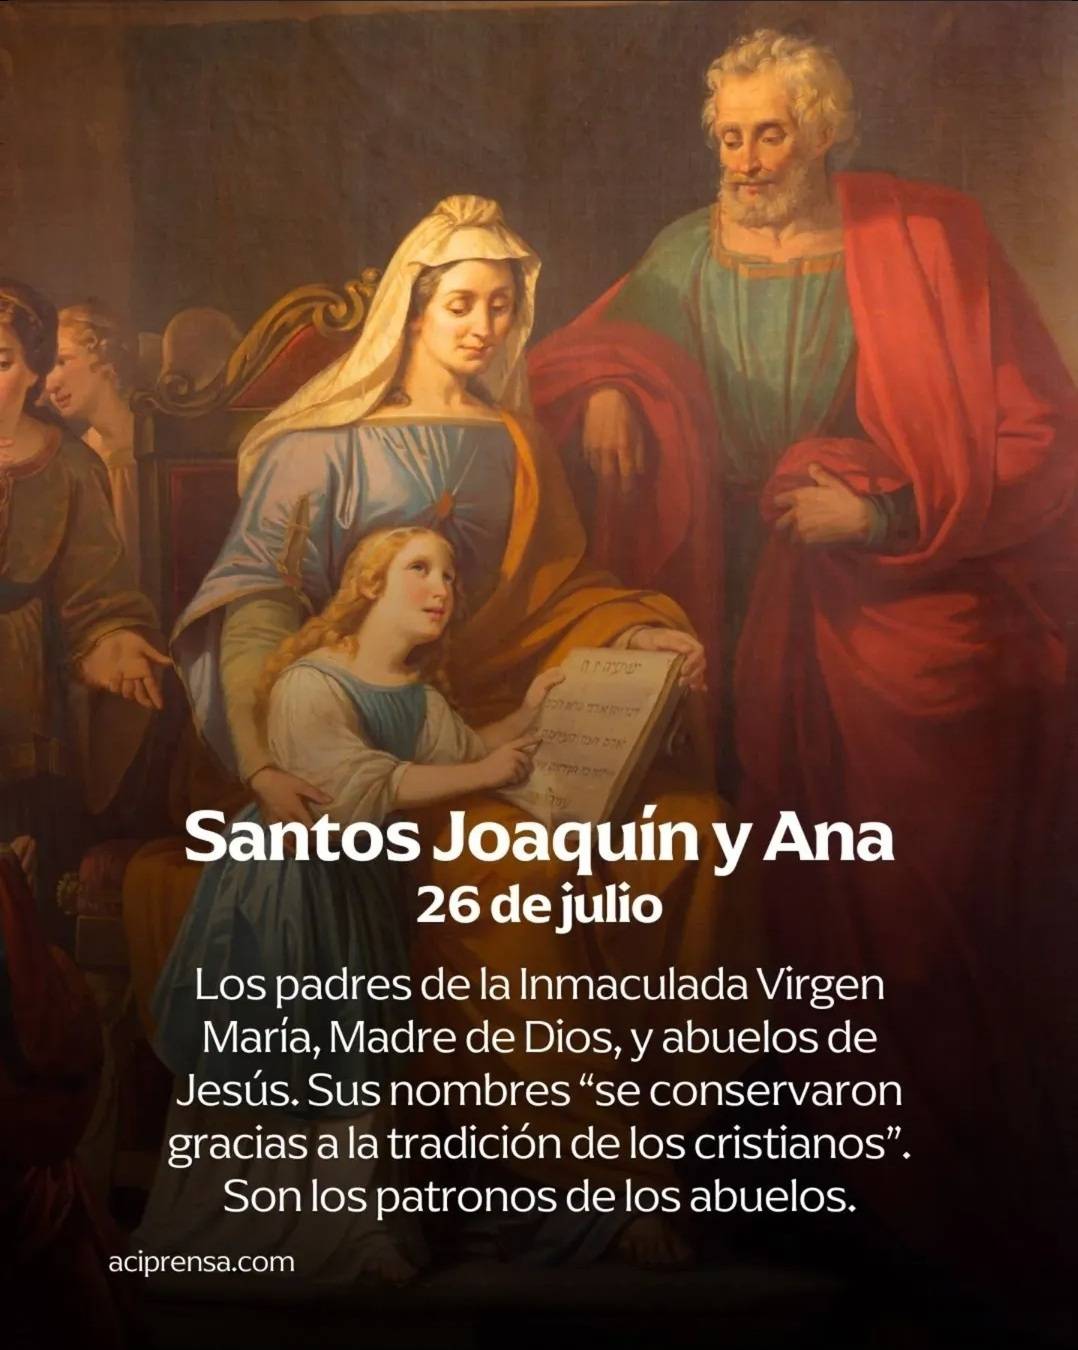 Santos Joaquín y Ana
26 de julio
Los padres de la Inmaculada Virgen
María, Madre de Dios, y abuelos de
Jesús. Sus nombres “se conservaron
gracias a la tradición de los cristianos”.
Son los patronos de los abuelos.
aciprensa.com